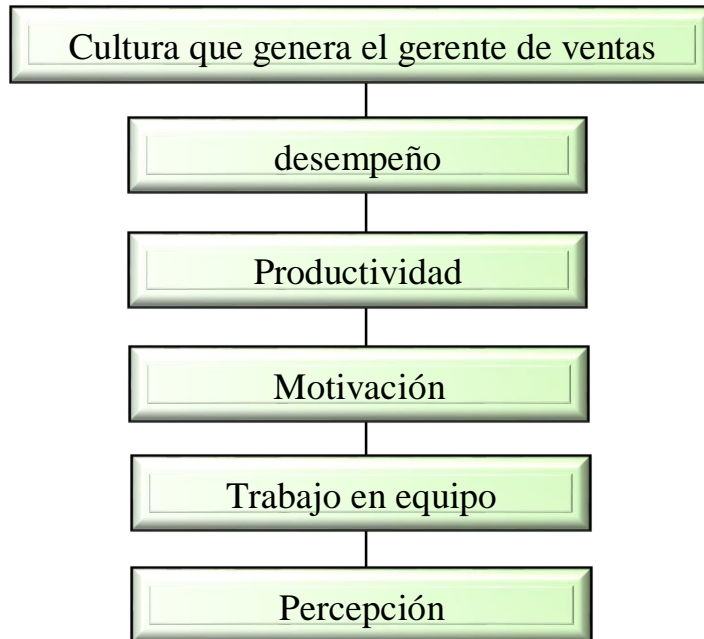 Cultura que genera el gerente de ventas
desempeño
Productividad
Motivación
Trabajo en equipo
Percepción